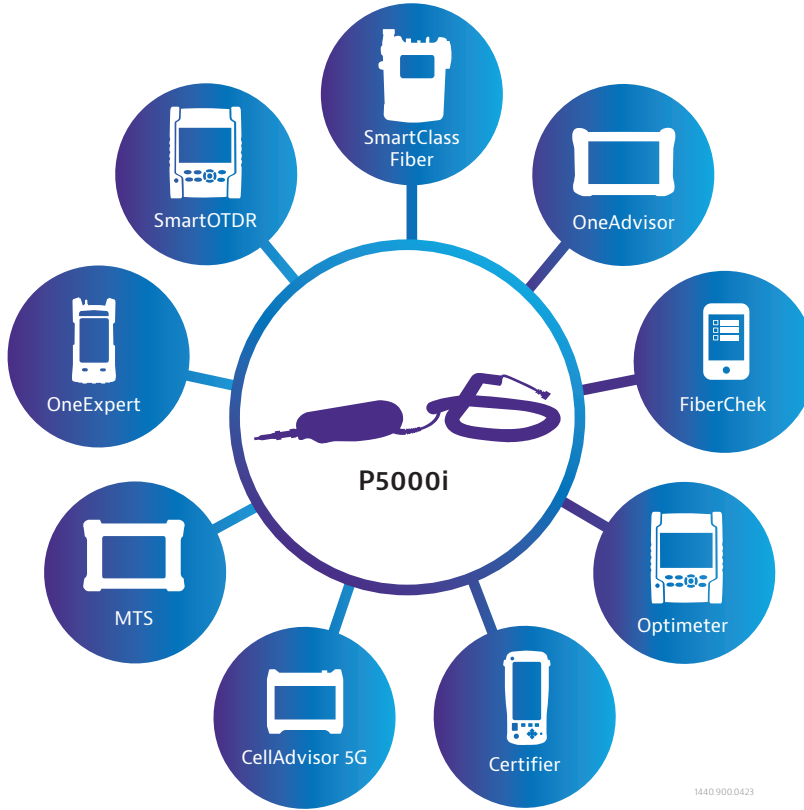 SmartClass
Fiber
SmartOTDR
OneAdvisor
OneExpert
FiberChek
P5000i
MTS
Optimeter
CellAdvisor 5G
Certifier
1440.900.0423